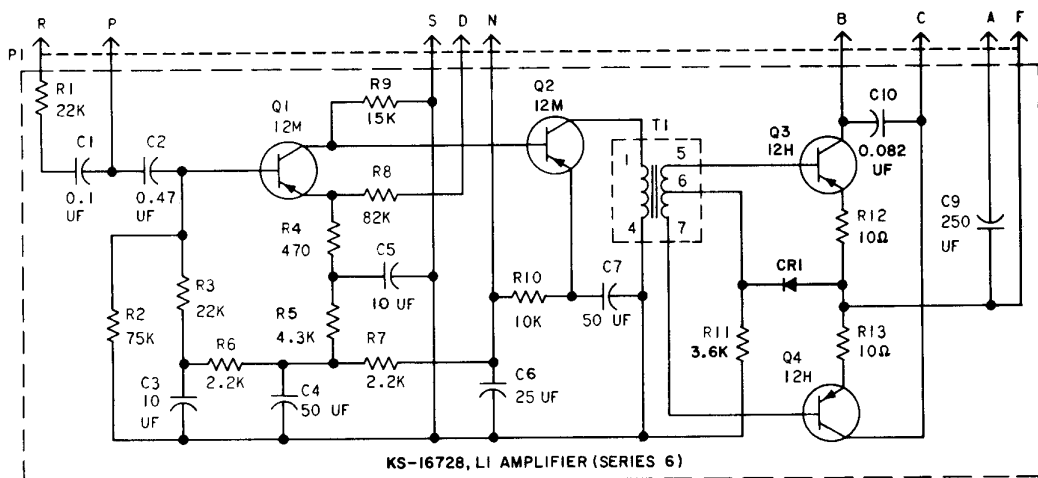 R P S D N B C A F
P1
R1
22K
C1
0.1
UF
C2
0.47
UF
Q1
12M
R9
15K
R8
82K
R4
470
C5
10 UF
R3
22K
R2
75K
R5
4.3K
R6
2.2K
R7
2.2K
C3
10
UF
C4
50 UF
C6
25 UF
Q2
12M
R10
10K
C7
50 UF
T1
1
4
5
6
7
Q3
12H
C10
0.082
UF
R12
10Ω
CR1
R11
3.6K
R13
10Ω
Q4
12H
C9
250
UF
KS-16728, L1 AMPLIFIER (SERIES 6)